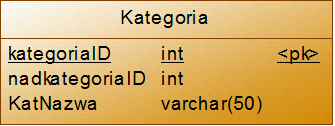 Kategoria
kategoriaID int <pk>
nadkategoriaID int
KatNazwa varchar(50)